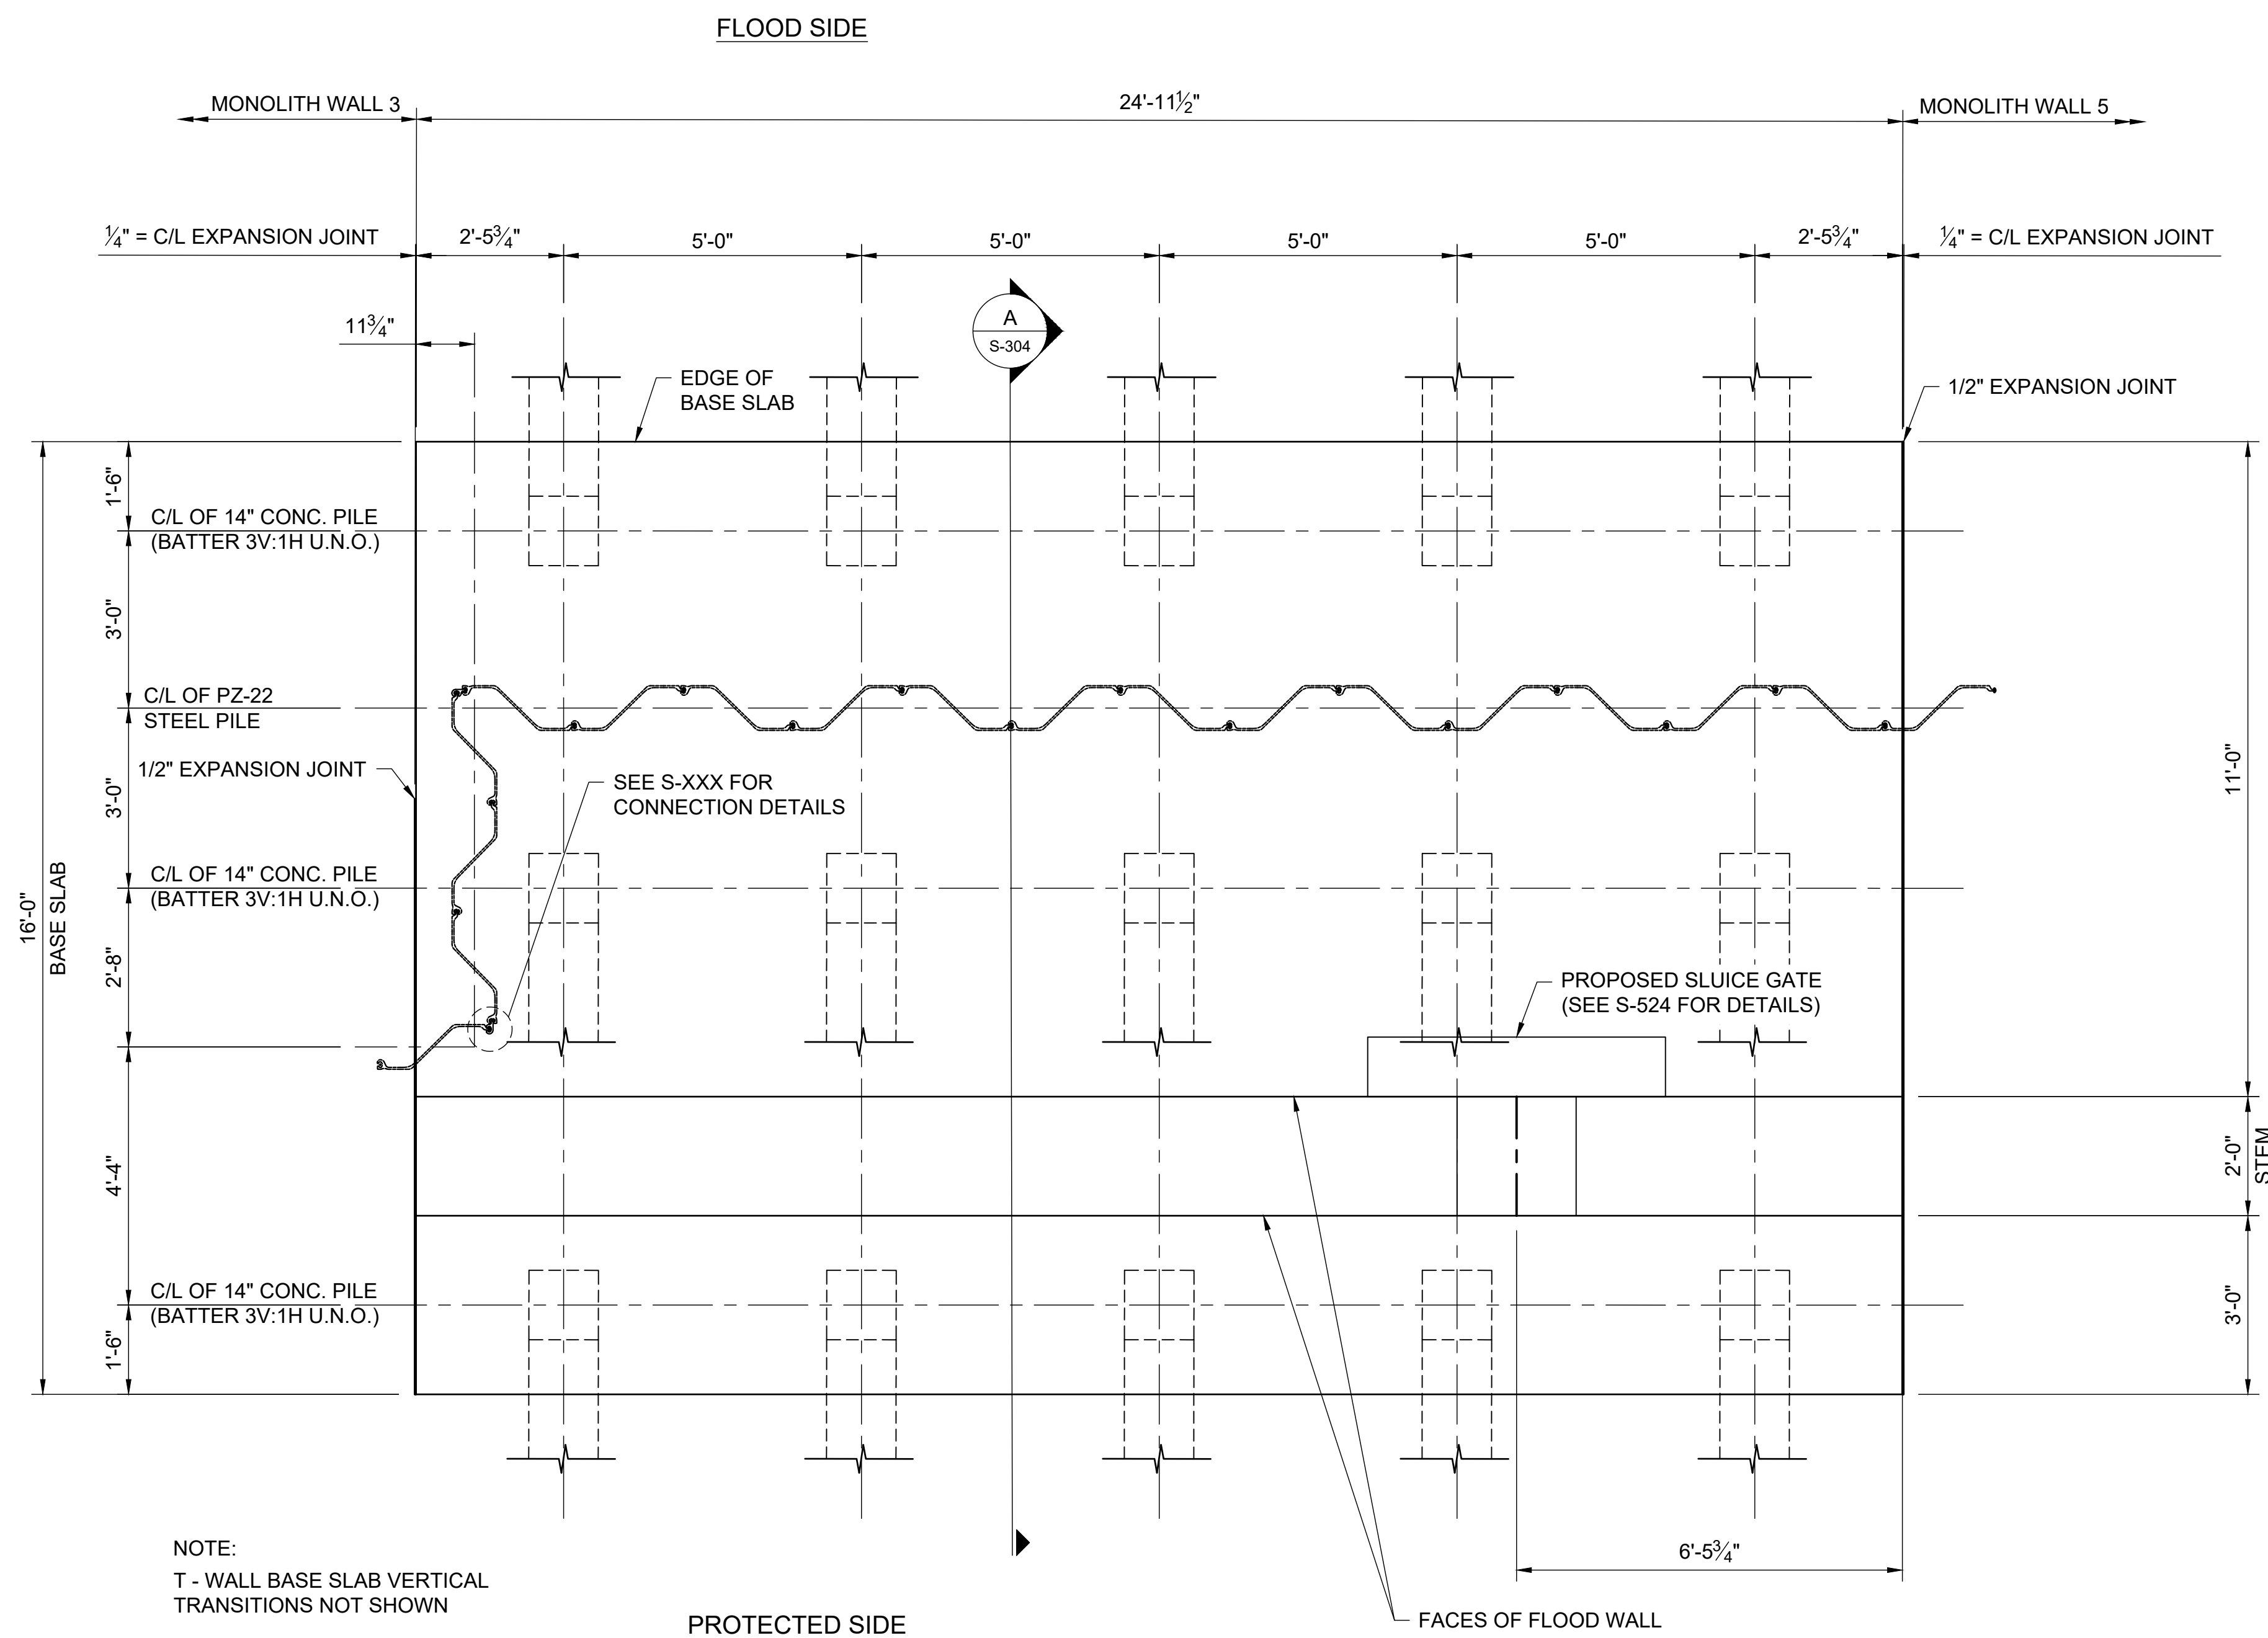 FLOOD SIDE
MONOLITH WALL 3
24'-11½"
MONOLITH WALL 5
¼" = C/L EXPANSION JOINT
2'-5¾"
5'-0"
5'-0"
5'-0"
5'-0"
2'-5¾"
¼" = C/L EXPANSION JOINT
11¾"
A
S-304
EDGE OF
BASE SLAB
1/2" EXPANSION JOINT
1'-6"
C/L OF 14" CONC. PILE
(BATTER 3V:1H U.N.O.)
3'-0"
C/L OF PZ-22
STEEL PILE
1/2" EXPANSION JOINT
SEE S-XXX FOR
CONNECTION DETAILS
3'-0"
11'-0"
C/L OF 14" CONC. PILE
(BATTER 3V:1H U.N.O.)
16'-0"
BASE SLAB
2'-8"
PROPOSED SLUICE GATE
(SEE S-524 FOR DETAILS)
4'-4"
2'-0"
STEM
C/L OF 14" CONC. PILE
(BATTER 3V:1H U.N.O.)
3'-0"
1'-6"
6'-5¾"
NOTE:
T - WALL BASE SLAB VERTICAL
TRANSITIONS NOT SHOWN
PROTECTED SIDE
FACES OF FLOOD WALL